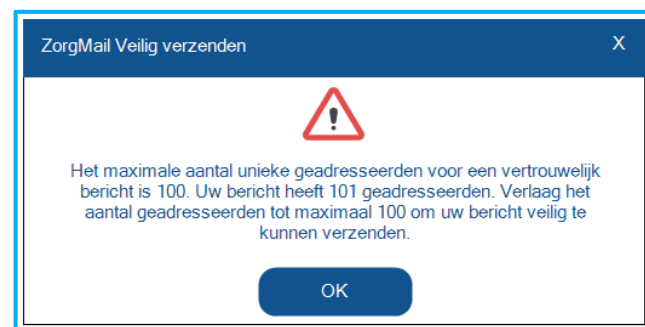 ZorgMail Veilig verzenden X
Het maximale aantal unieke geadresseerden voor een vertrouwelijk
bericht is 100. Uw bericht heeft 101 geadresseerden. Verlaag het
aantal geadresseerden tot maximaal 100 om uw bericht veilig te
kunnen verzenden.
OK